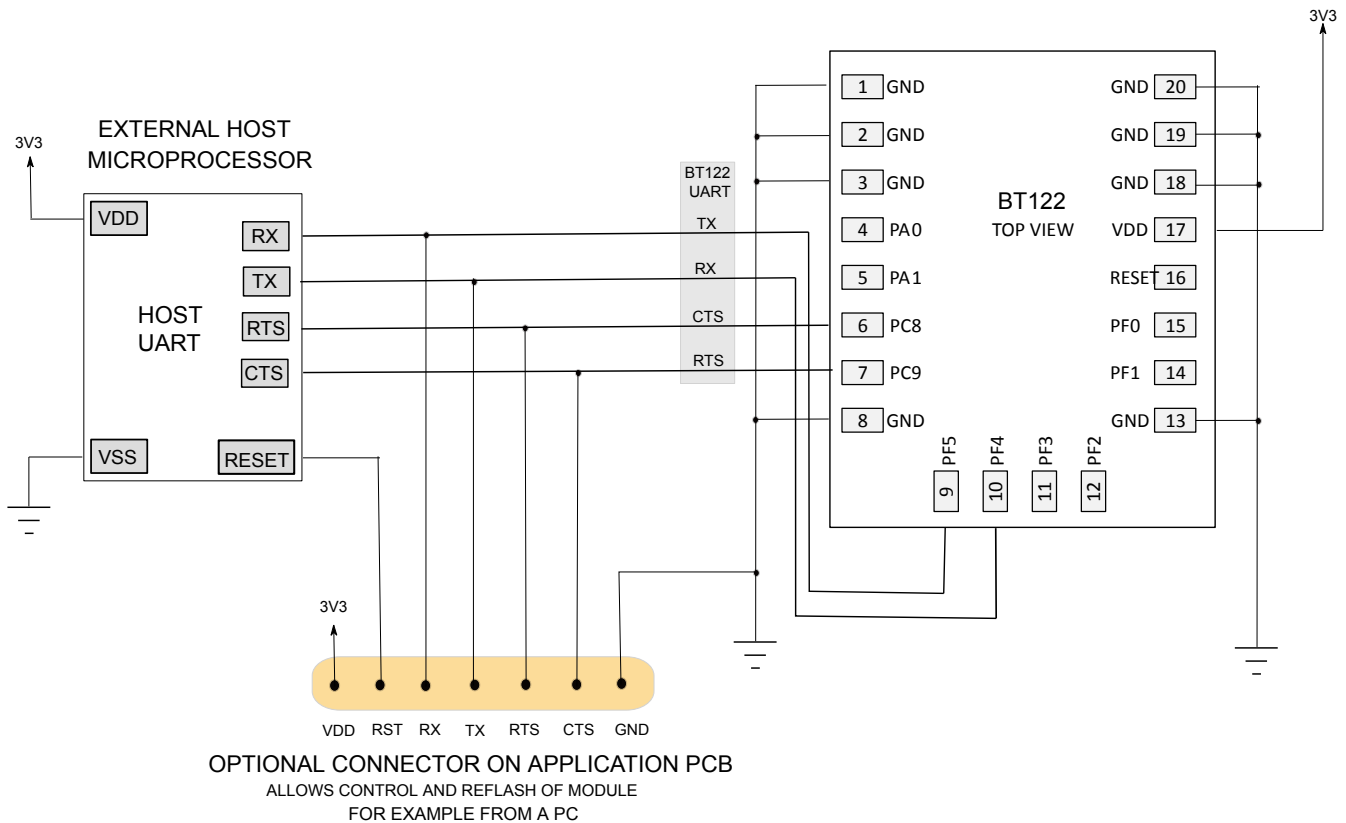 3V3
EXTERNAL HOST
MICROPROCESSOR
3V3
VDD
RX
TX
RTS
CTS
HOST
UART
VSS
RESET
BT122
UART
TX
RX
CTS
RTS
1 GND
2 GND
3 GND
4 PA0
5 PA1
6 PC8
7 PC9
8 GND
BT122
TOP VIEW
GND 20
GND 19
GND 18
VDD 17
RESET 16
PF0 15
PF1 14
GND 13
PF5 PF4 PF3 PF2
9 10 11 12
3V3
VDD RST RX TX RTS CTS GND
OPTIONAL CONNECTOR ON APPLICATION PCB
ALLOWS CONTROL AND REFLASH OF MODULE
FOR EXAMPLE FROM A PC